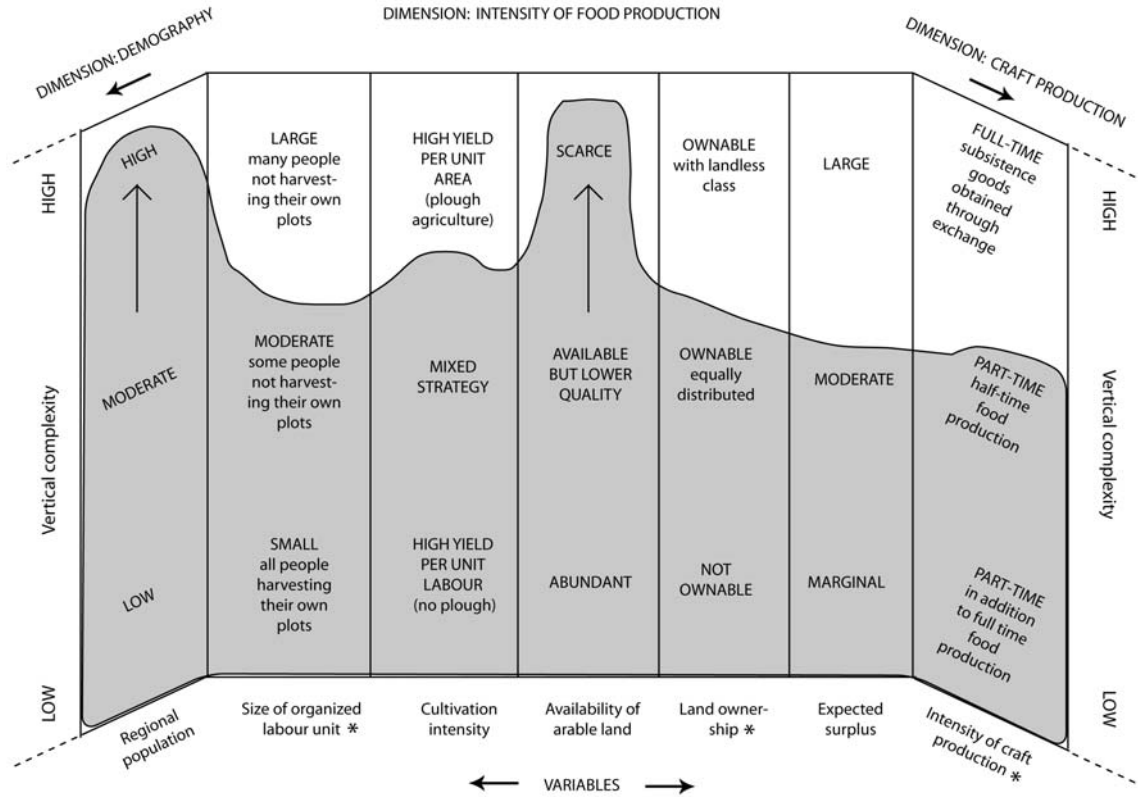 DIMENSION: DEMOGRAPHY
DIMENSION: INTENSITY OF FOOD PRODUCTION
DIMENSION: CRAFT PRODUCTION
HIGH
Vertical complexity
LOW
HIGH
MODERATE
LOW
Regional
population
LARGE
many people
not harvest-
ing their own
plots
MODERATE
some people
not harvest-
ing their own
plots
SMALL
all people
harvesting
their own
plots
Size of organized
labour unit *
HIGH YIELD
PER UNIT
AREA
(plough
agriculture)
MIXED
STRATEGY
HIGH YIELD
PER UNIT
LABOUR
(no plough)
Cultivation
intensity
SCARCE
AVAILABLE
BUT LOWER
QUALITY
ABUNDANT
Availability of
arable land
OWNABLE
with landless
class
OWNABLE
equally
distributed
NOT
OWNABLE
Land owner-
ship *
LARGE
MODERATE
MARGINAL
Expected
surplus
FULL-TIME
subsistence
goods
obtained
through
exchange
PART-TIME
half-time
food
production
PART-TIME
in addition
to full time
food
production
Intensity of craft
production *
HIGH
Vertical complexity
LOW
VARIABLES